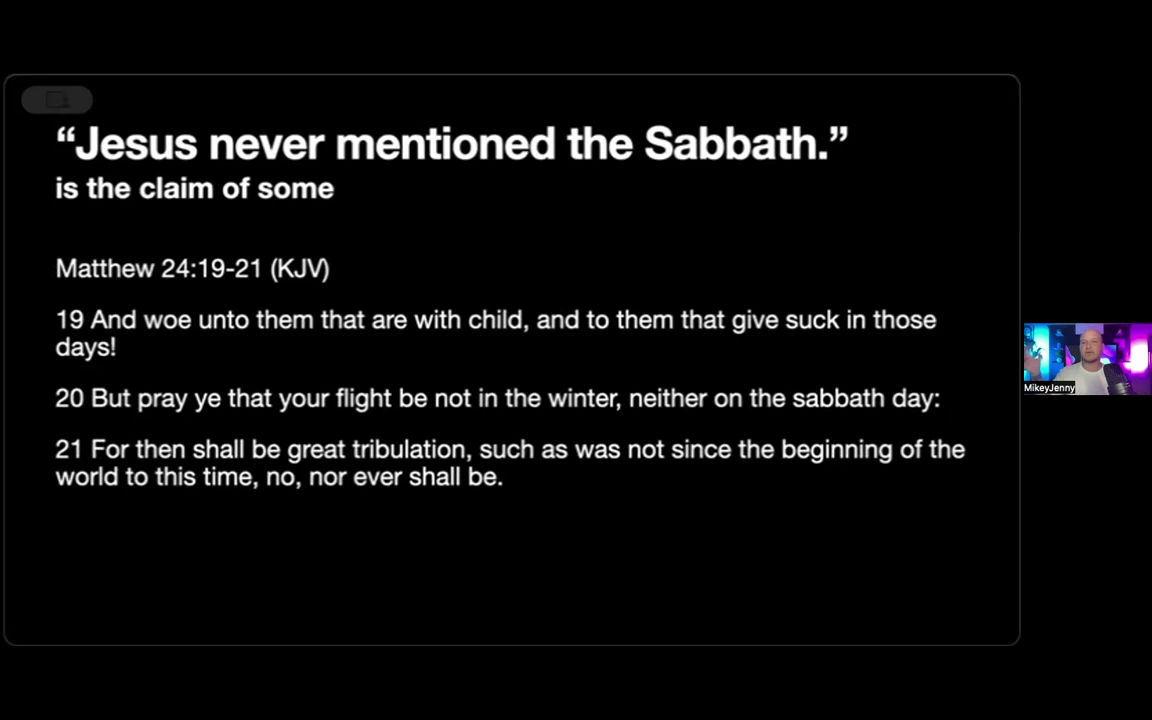 “Jesus never mentioned the Sabbath.”
is the claim of some
Matthew 24:19-21 (KJV)
19 And woe unto them that are with child, and to them that give suck in those
days!
20 But pray ye that your flight be not in the winter, neither on the sabbath day:
21 For then shall be great tribulation, such as was not since the beginning of the
world to this time, no, nor ever shall be.
MikeyJenny